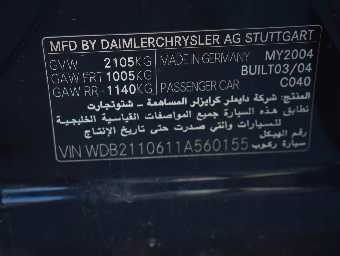 MFD BY DAIMLERCHRYSLER AG STUTTGART
GVW 2105KG MADE IN GERMANY MY2004
GAW FRT 1005KG BUILT03/04
GAW RR 1140KG PASSENGER CAR C040
المنتج: شركة دايملر كرايزلر المساهمة - شتوتجارت
تطابق هذه السيارة جميع المواصفات القياسية الخليجية
للسيارات والتي صدرت حتى تاريخ الإنتاج
رقم الهيكل
VIN WDB2110611A560155 سيارة ركوب